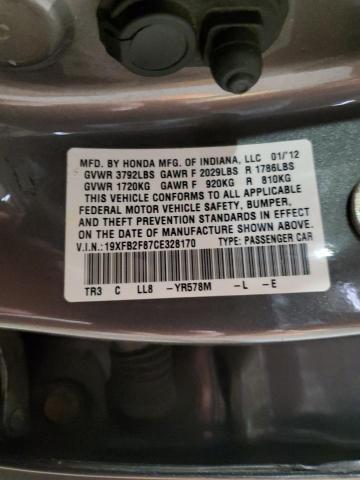 MFD. BY HONDA MFG. OF INDIANA, LLC 01/'12
GVWR 3792LBS GAWR F 2029LBS R 1786LBS
GVWR 1720KG GAWR F 920KG R 810KG
THIS VEHICLE CONFORMS TO ALL APPLICABLE
FEDERAL MOTOR VEHICLE SAFETY, BUMPER,
AND THEFT PREVENTION STANDARDS IN EFFECT
ON THE DATE OF MANUFACTURE SHOWN ABOVE.
V.I.N.: 19XFB2F87CE328170 TYPE: PASSENGER CAR
TR3 C LL8 -YR578M -L -E